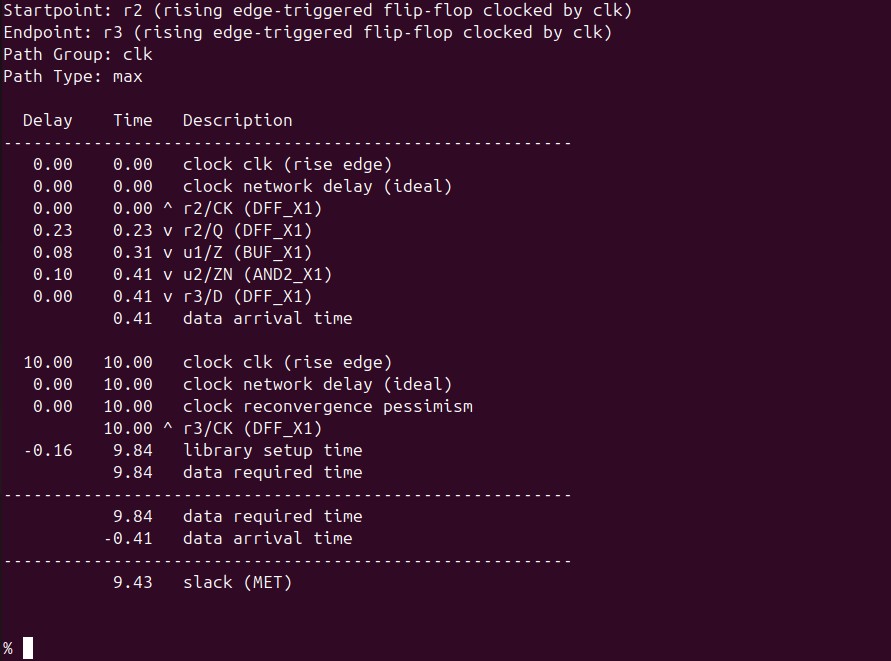 Startpoint: r2 (rising edge-triggered flip-flop clocked by clk)
Endpoint: r3 (rising edge-triggered flip-flop clocked by clk)
Path Group: clk
Path Type: max

  Delay    Time   Description
---------------------------------------------------------
   0.00    0.00   clock clk (rise edge)
   0.00    0.00   clock network delay (ideal)
   0.00    0.00 ^ r2/CK (DFF_X1)
   0.23    0.23 v r2/Q (DFF_X1)
   0.08    0.31 v u1/Z (BUF_X1)
   0.10    0.41 v u2/ZN (AND2_X1)
   0.00    0.41 v r3/D (DFF_X1)
           0.41   data arrival time

  10.00   10.00   clock clk (rise edge)
   0.00   10.00   clock network delay (ideal)
   0.00   10.00   clock reconvergence pessimism
          10.00 ^ r3/CK (DFF_X1)
  -0.16    9.84   library setup time
           9.84   data required time
---------------------------------------------------------
           9.84   data required time
          -0.41   data arrival time
---------------------------------------------------------
           9.43   slack (MET)

%